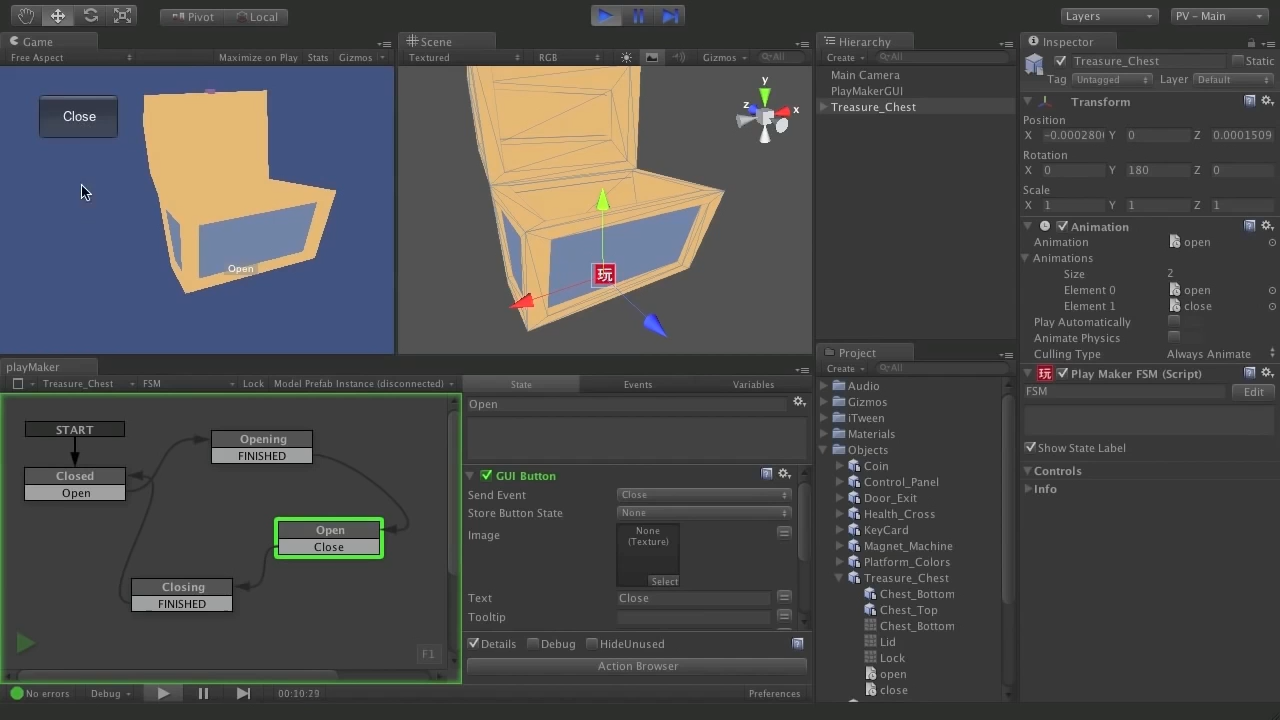 Pivot Local
Layers PV - Main
Game
Free Aspect Maximize on Play Stats Gizmos
Close
Open
Scene
Textured RGB Gizmos All
y
z x
玩
Hierarchy
Create All
Main Camera
PlayMakerGUI
Treasure_Chest
Project
Create All
Audio
Gizmos
iTween
Materials
Objects
Coin
Control_Panel
Door_Exit
Health_Cross
KeyCard
Magnet_Machine
Platform_Colors
Treasure_Chest
Chest_Bottom
Chest_Top
Chest_Bottom
Lid
Lock
open
close
Inspector
Treasure_Chest Static
Tag Untagged Layer Default
Transform
Position
X Y 0 Z 0.0001509
Rotation
X 0 Y 180 Z 0
Scale
X 1 Y 1 Z 1
Animation
Animation open
Animations
Size 2
Element 0 open
Element 1 close
Play Automatically
Animate Physics
Culling Type Always Animate
玩 Play Maker FSM (Script)
FSM Edit
Show State Label
Controls
Info
playMaker
Treasure_Chest FSM Lock Model Prefab Instance (disconnected)
START
Closed
Open
Opening
FINISHED
Open
Close
Closing
FINISHED
F1
State Events Variables
Open
GUI Button
Send Event Close
Store Button State None
Image None
(Texture)
Select
Text Close
Tooltip
Details Debug HideUnused
Action Browser
No errors Debug 00:10:29 Preferences